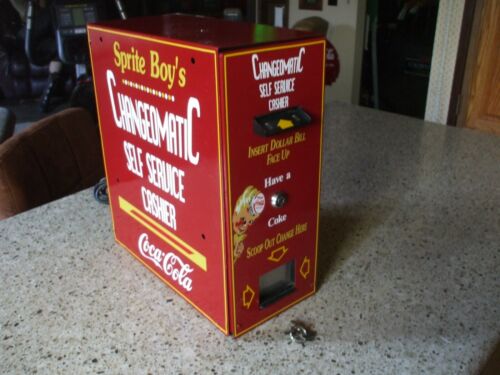 Sprite Boy's
CHANGEOMATIC
SELF SERVICE
CASHIER
Coca-Cola
CHANGEOMATIC
SELF SERVICE
CASHIER
INSERT DOLLAR BILL
FACE UP
Have a
Coke
SCOOP OUT CHANGE HERE